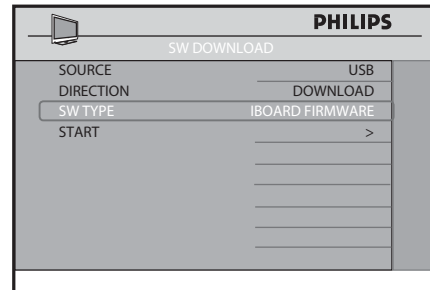 PHILIPS
SW DOWNLOAD
SOURCE USB
DIRECTION DOWNLOAD
SW TYPE IBOARD FIRMWARE
START >